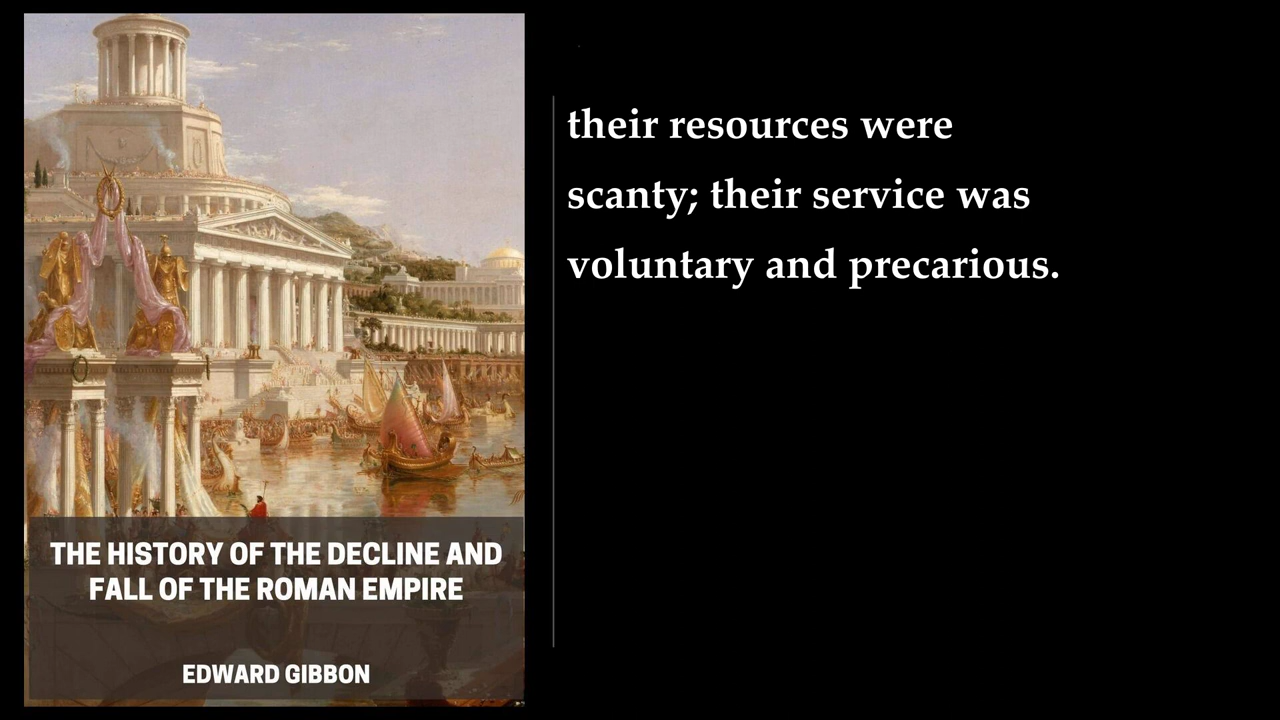 their resources were
scanty; their service was
voluntary and precarious.
THE HISTORY OF THE DECLINE AND
FALL OF THE ROMAN EMPIRE
EDWARD GIBBON